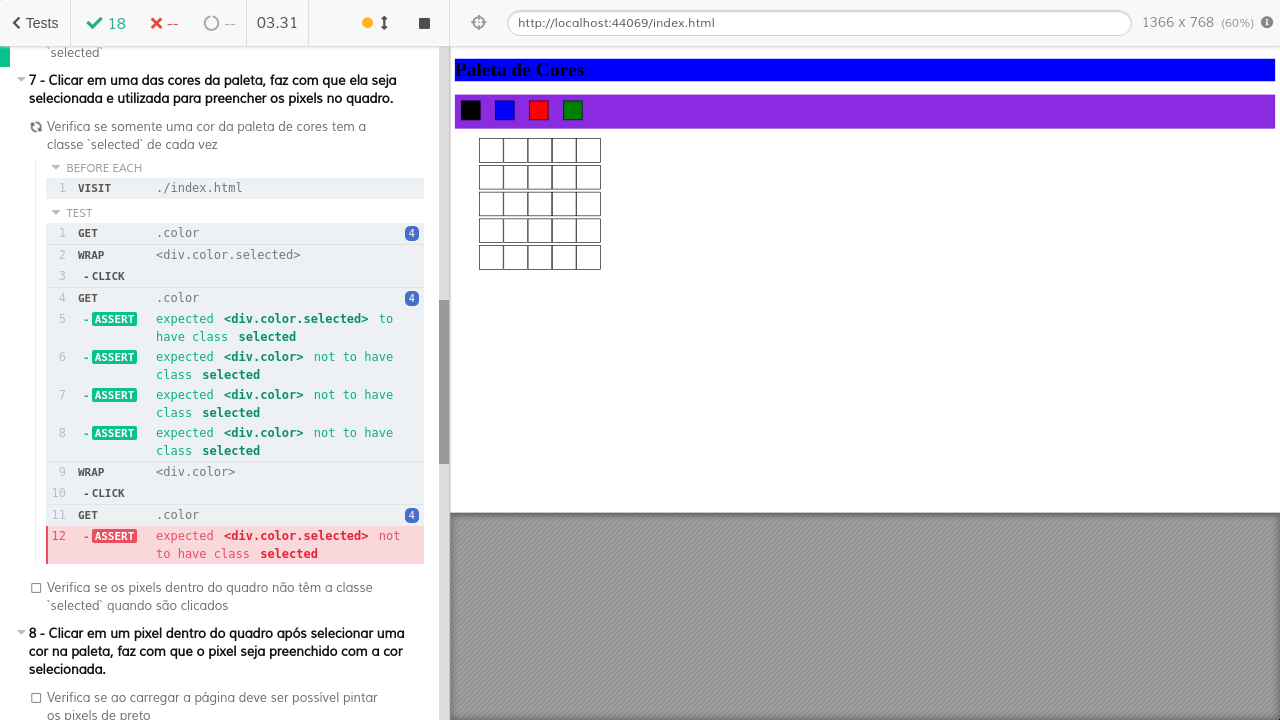 Tests 18 -- -- 03.31 http://localhost:44069/index.html 1366 x 768 (60%)
`selected`
7 - Clicar em uma das cores da paleta, faz com que ela seja
selecionada e utilizada para preencher os pixels no quadro.
Verifica se somente uma cor da paleta de cores tem a
classe `selected` de cada vez
BEFORE EACH
1 VISIT ./index.html
TEST
1 GET .color 4
2 WRAP <div.color.selected>
3 -CLICK
4 GET .color 4
5 -ASSERT expected <div.color.selected> to
have class selected
6 -ASSERT expected <div.color> not to have
class selected
7 -ASSERT expected <div.color> not to have
class selected
8 -ASSERT expected <div.color> not to have
class selected
9 WRAP <div.color>
10 -CLICK
11 GET .color 4
12 -ASSERT expected <div.color.selected> not
to have class selected
Verifica se os pixels dentro do quadro não têm a classe
`selected` quando são clicados
8 - Clicar em um pixel dentro do quadro após selecionar uma
cor na paleta, faz com que o pixel seja preenchido com a cor
selecionada.
Verifica se ao carregar a página deve ser possível pintar
os pixels de preto
Paleta de Cores